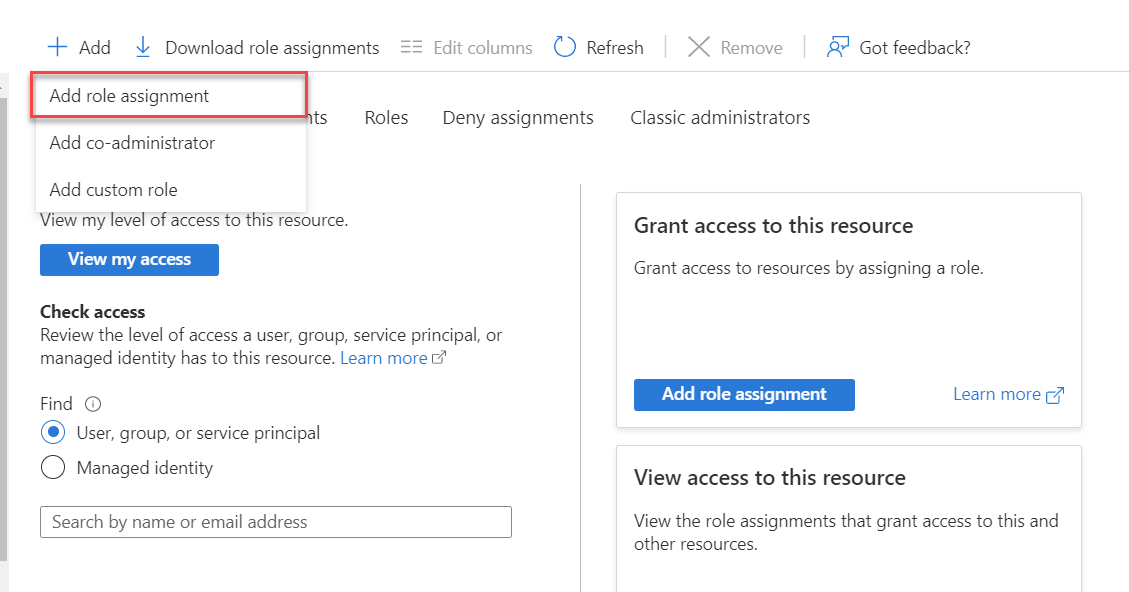 Add
Download role assignments
Edit columns
Refresh
Remove
Got feedback?
Add role assignment
Add co-administrator
Add custom role
Roles
Deny assignments
Classic administrators
View my level of access to this resource.
View my access
Check access
Review the level of access a user, group, service principal, or
managed identity has to this resource. Learn more
Find
User, group, or service principal
Managed identity
Search by name or email address
Grant access to this resource
Grant access to resources by assigning a role.
Add role assignment
Learn more
View access to this resource
View the role assignments that grant access to this and
other resources.